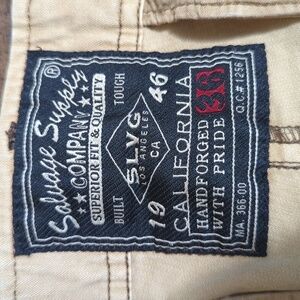 Salvage Supply ®
COMPANY
SUPERIOR FIT & QUALITY
BUILT TOUGH
SLVG
LOS ANGELES
CA
19 46
CALIFORNIA
HANDFORGED
WITH PRIDE
MA. 366-00 Q.C.#1256